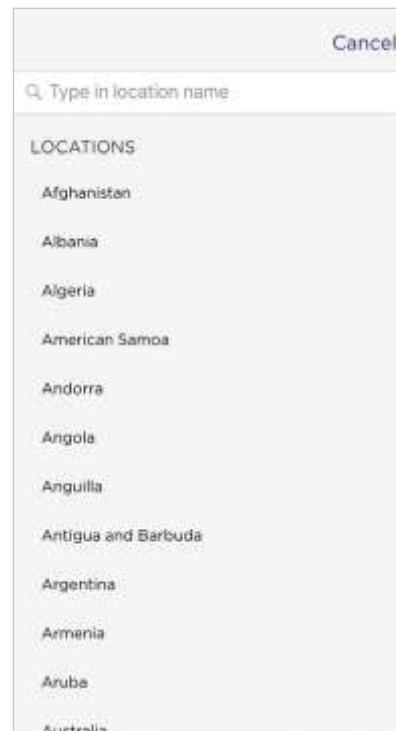 Cancel
Type in location name
LOCATIONS
Afghanistan
Albania
Algeria
American Samoa
Andorra
Angola
Anguilla
Antigua and Barbuda
Argentina
Armenia
Aruba
Australia